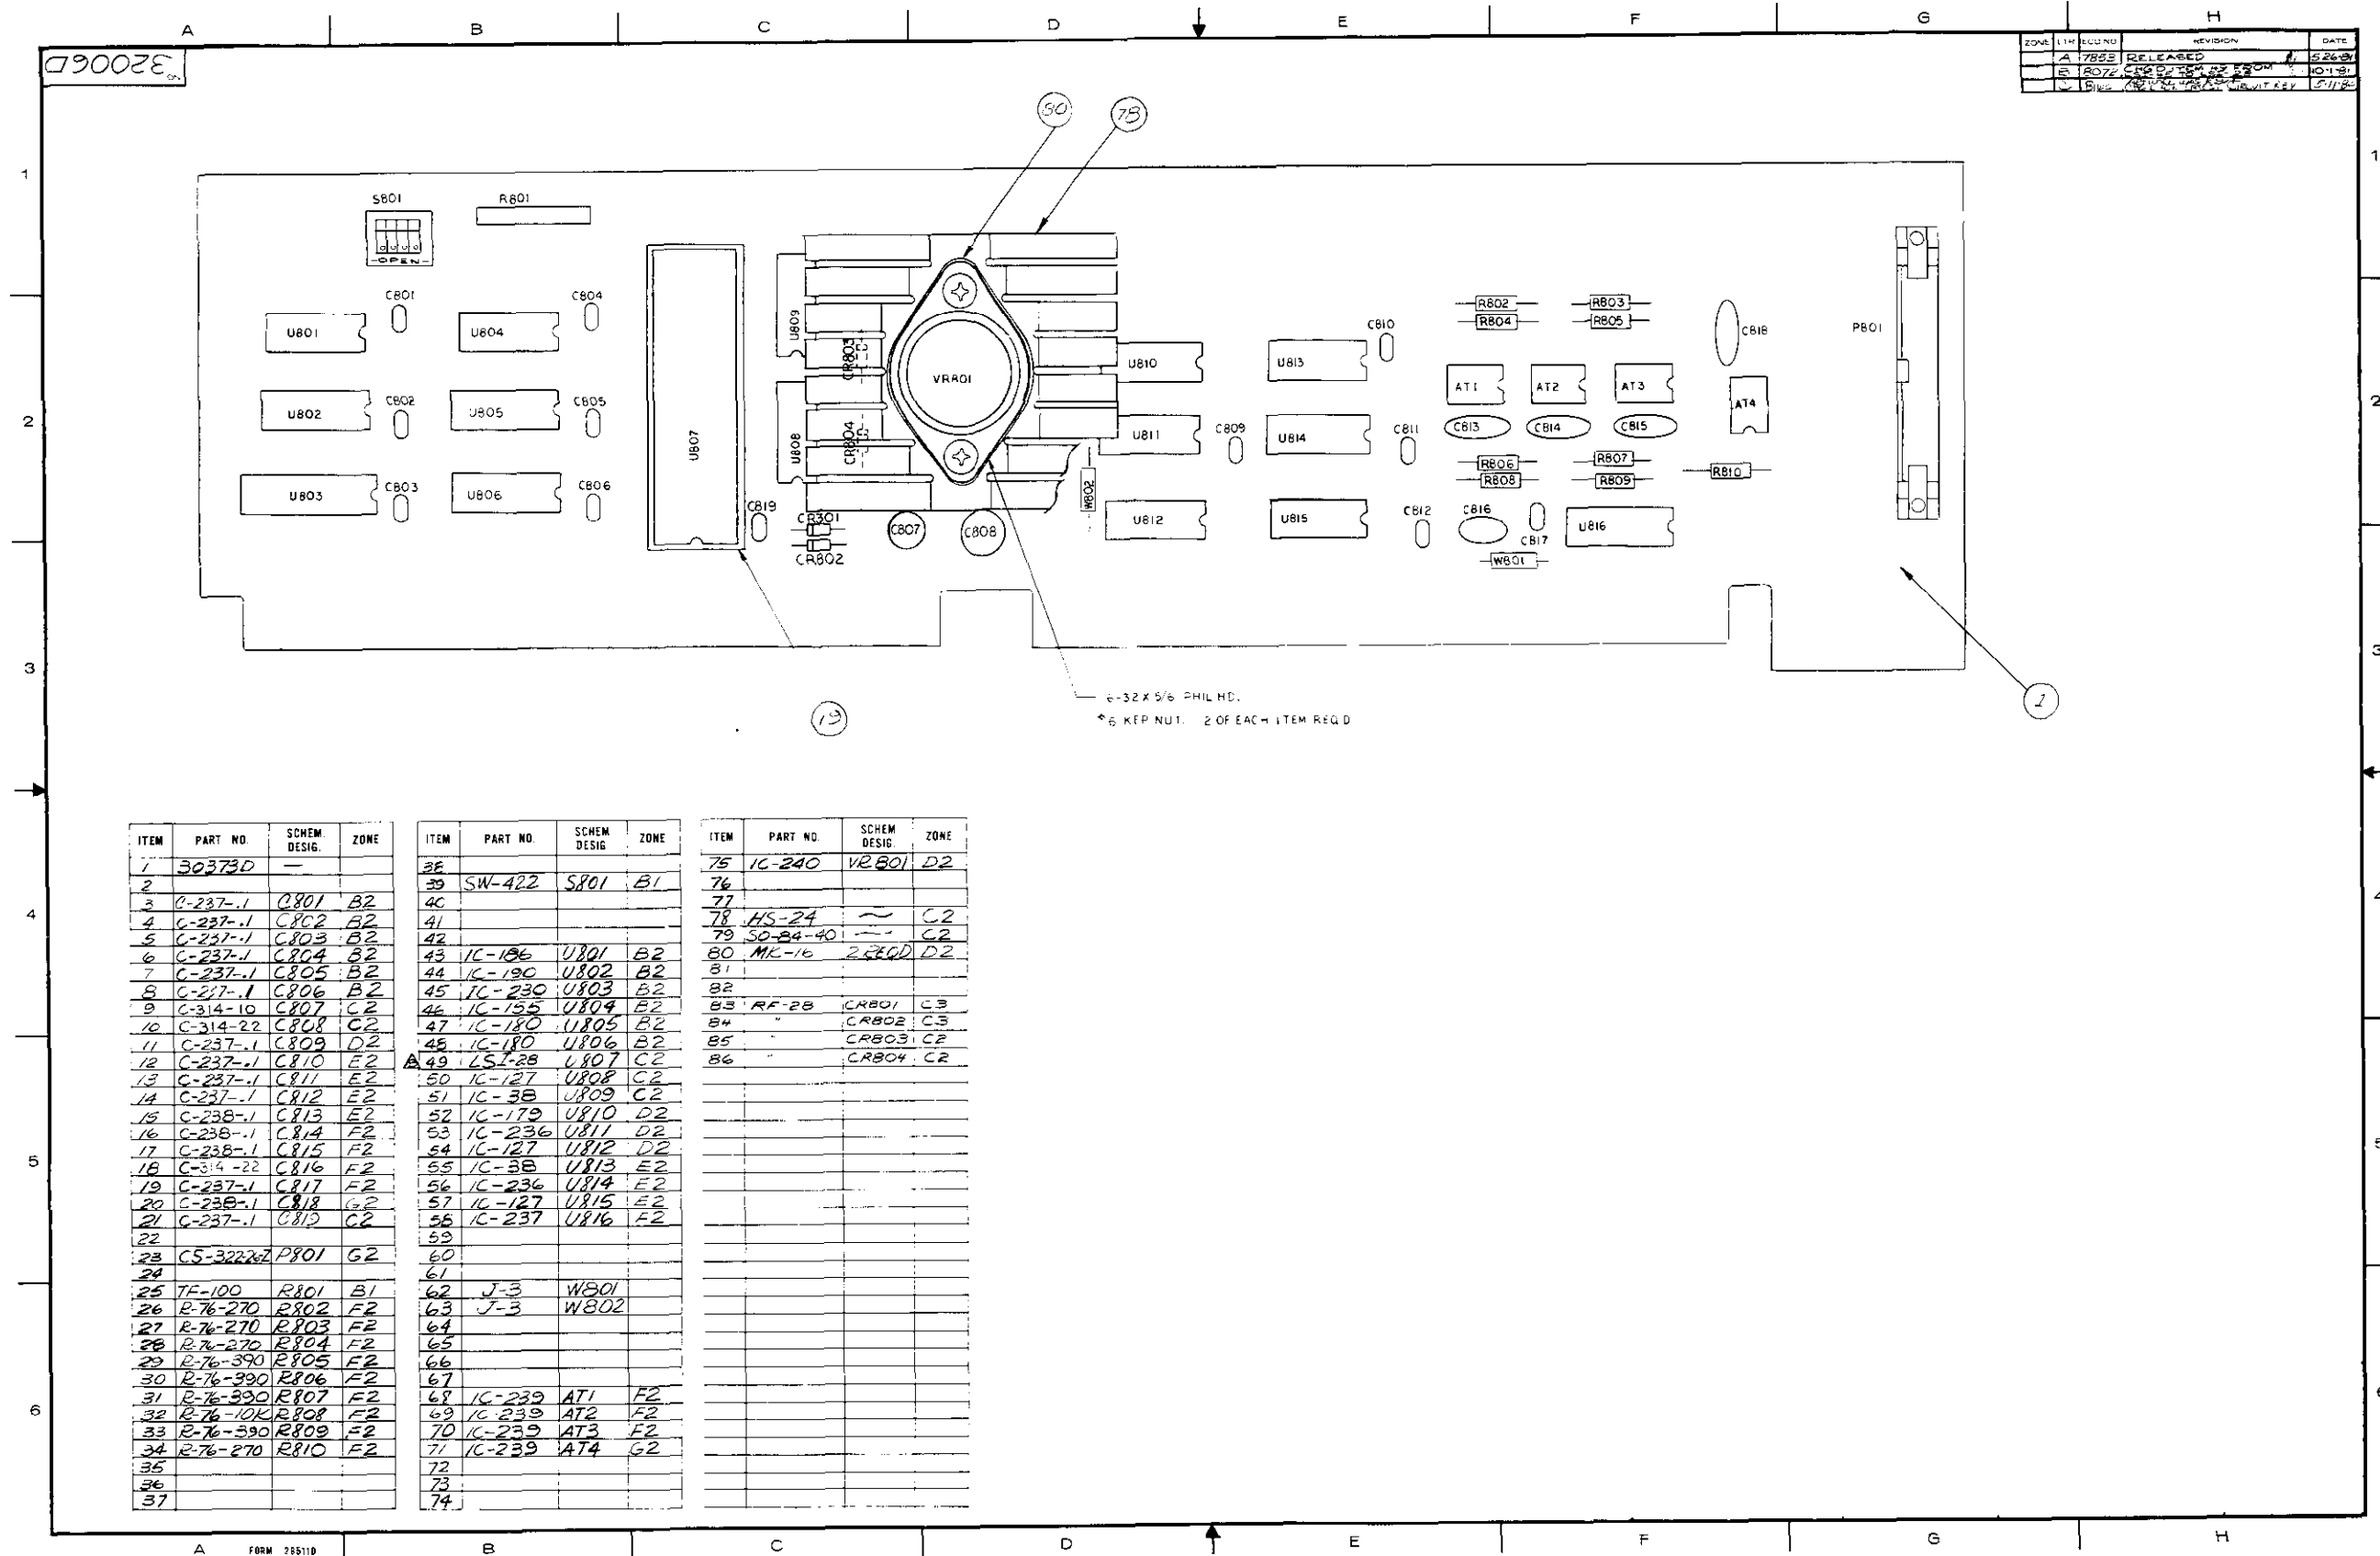 A B C D E F G H
32006D
ZONE LTR ECO NO REVISION DATE
A 7853 RELEASED 5-26-81
B 8072 CHG'D ITEM 49 FROM 10-1-81
C CIRCUIT KEY 5-11-82
80 78
1 1
S801 R801
OPEN
C801 C804
U801 U804 U809 CR803 VR801 U810 U813 C810
R802 R803
R804 R805
C818 P801
AT1 AT2 AT3 AT4
2 2
U802 C802 U805 C805 U807 U808 CR804 U811 C809 U814 C811
C813 C814 C815
R806 R807
R808 R809 R810
U803 C803 U806 C806 C819 CR301 CR802 C807 C808 W802 U812 U815 C812 C816 C817 U816
W801
3 3
6-32 X 5/6 PHIL HD.
#6 KEP NUT. 2 OF EACH ITEM REQ'D
19 1
ITEM PART NO. SCHEM. DESIG. ZONE
1 30373D —
2
3 C-237-.1 C801 B2
4 C-237-.1 C802 B2
5 C-237-.1 C803 B2
6 C-237-.1 C804 B2
7 C-237-.1 C805 B2
8 C-237-.1 C806 B2
9 C-314-10 C807 C2
10 C-314-22 C808 C2
11 C-237-.1 C809 D2
12 C-237-.1 C810 E2
13 C-237-.1 C811 E2
14 C-237-.1 C812 E2
15 C-238-.1 C813 E2
16 C-238-.1 C814 F2
17 C-238-.1 C815 F2
18 C-314-22 C816 F2
19 C-237-.1 C817 F2
20 C-238-.1 C818 G2
21 C-237-.1 C819 C2
22
23 CS-322-26Z P801 G2
24
25 TF-100 R801 B1
26 R-76-270 R802 F2
27 R-76-270 R803 F2
28 R-76-270 R804 F2
29 R-76-390 R805 F2
30 R-76-390 R806 F2
31 R-76-390 R807 F2
32 R-76-10K R808 F2
33 R-76-390 R809 F2
34 R-76-270 R810 F2
35
36
37
ITEM PART NO. SCHEM DESIG ZONE
38
39 SW-422 S801 B1
40
41
42
43 IC-186 U801 B2
44 IC-190 U802 B2
45 IC-230 U803 B2
46 IC-155 U804 B2
47 IC-180 U805 B2
48 IC-180 U806 B2
B 49 LSI-28 U807 C2
50 IC-127 U808 C2
51 IC-38 U809 C2
52 IC-179 U810 D2
53 IC-236 U811 D2
54 IC-127 U812 D2
55 IC-38 U813 E2
56 IC-236 U814 E2
57 IC-127 U815 E2
58 IC-237 U816 F2
59
60
61
62 J-3 W801
63 J-3 W802
64
65
66
67
68 IC-239 AT1 F2
69 IC-239 AT2 F2
70 IC-239 AT3 F2
71 IC-239 AT4 G2
72
73
74
ITEM PART NO. SCHEM DESIG. ZONE
75 IC-240 VR801 D2
76
77
78 HS-24 — C2
79 SO-84-40 — C2
80 MK-16 2 REQD D2
81
82
83 RF-28 CR801 C3
84 " CR802 C3
85 " CR803 C2
86 " CR804 C2
4 4
5 5
6 6
A FORM 28511D B C D E F G H